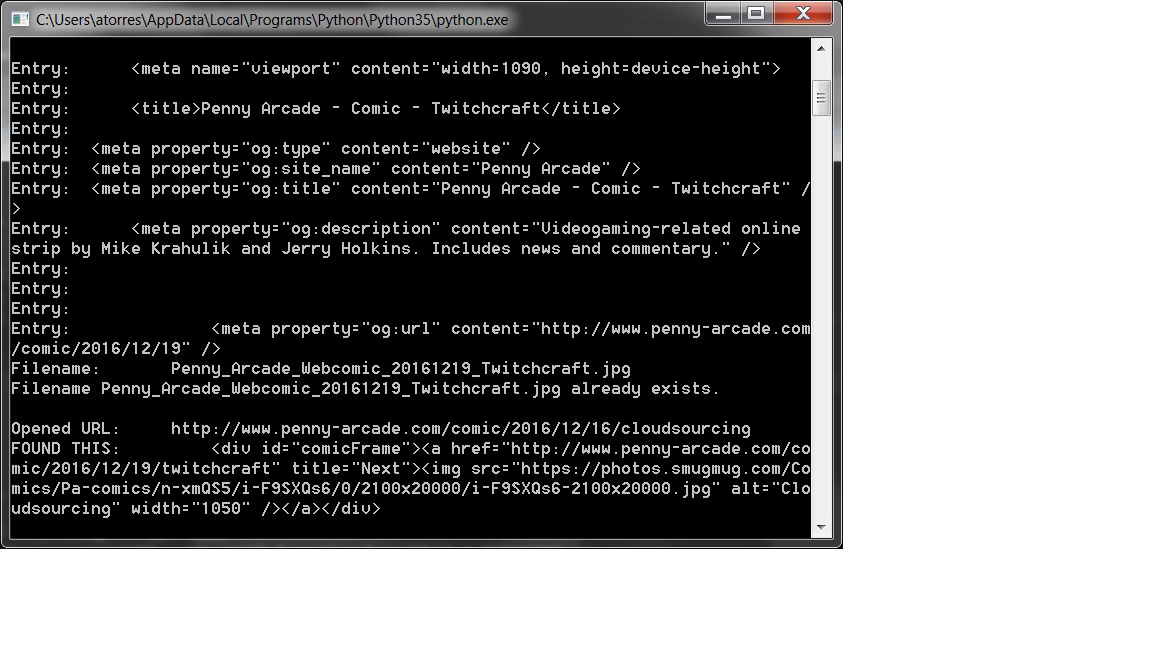 C:\Users\atorres\AppData\Local\Programs\Python\Python35\python.exe
Entry:      <meta name="viewport" content="width=1090, height=device-height">
Entry:
Entry:      <title>Penny Arcade - Comic - Twitchcraft</title>
Entry:
Entry:  <meta property="og:type" content="website" />
Entry:  <meta property="og:site_name" content="Penny Arcade" />
Entry:  <meta property="og:title" content="Penny Arcade - Comic - Twitchcraft" /
>
Entry:      <meta property="og:description" content="Videogaming-related online
strip by Mike Krahulik and Jerry Holkins. Includes news and commentary." />
Entry:
Entry:
Entry:
Entry:              <meta property="og:url" content="http://www.penny-arcade.com
/comic/2016/12/19" />
Filename:       Penny_Arcade_Webcomic_20161219_Twitchcraft.jpg
Filename Penny_Arcade_Webcomic_20161219_Twitchcraft.jpg already exists.
Opened URL:     http://www.penny-arcade.com/comic/2016/12/16/cloudsourcing
FOUND THIS:         <div id="comicFrame"><a href="http://www.penny-arcade.com/co
mic/2016/12/19/twitchcraft" title="Next"><img src="https://photos.smugmug.com/Co
mics/Pa-comics/n-xmQS5/i-F9SXQs6/0/2100x20000/i-F9SXQs6-2100x20000.jpg" alt="Clo
udsourcing" width="1050" /></a></div>